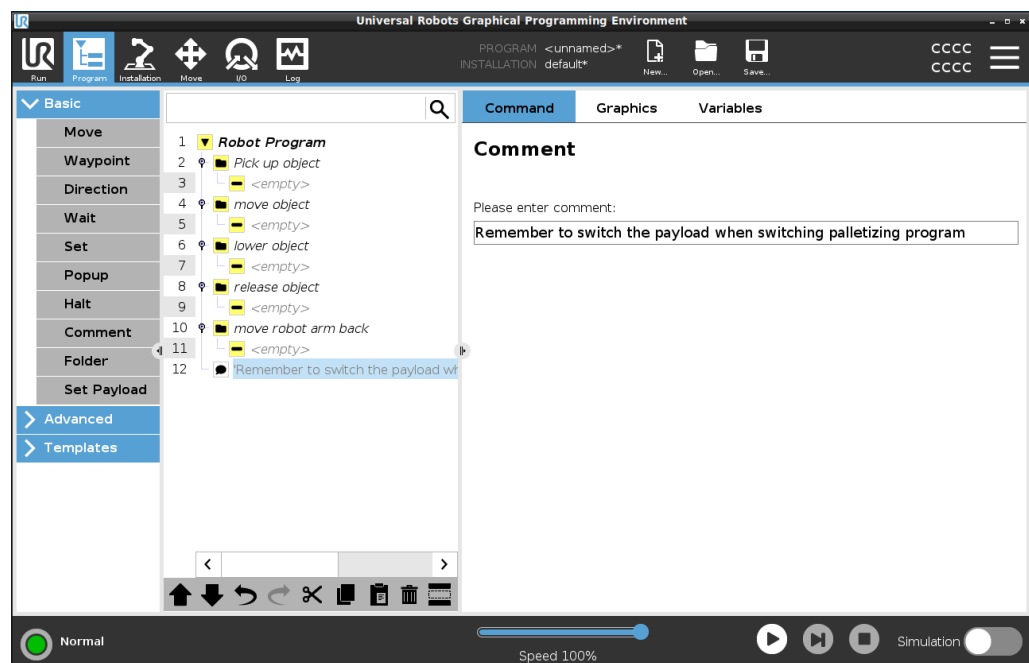 UR
Universal Robots Graphical Programming Environment
UR
Run
Program
Installation
Move
I/O
Log
PROGRAM <unnamed>*
INSTALLATION default*
New...
Open...
Save...
CCCC
CCCC
Basic
Move
Waypoint
Direction
Wait
Set
Popup
Halt
Comment
Folder
Set Payload
Advanced
Templates
1 Robot Program
2 Pick up object
3 <empty>
4 move object
5 <empty>
6 lower object
7 <empty>
8 release object
9 <empty>
10 move robot arm back
11 <empty>
12 'Remember to switch the payload wh
Command Graphics Variables
Comment
Please enter comment:
Remember to switch the payload when switching palletizing program
Normal
Speed 100%
Simulation